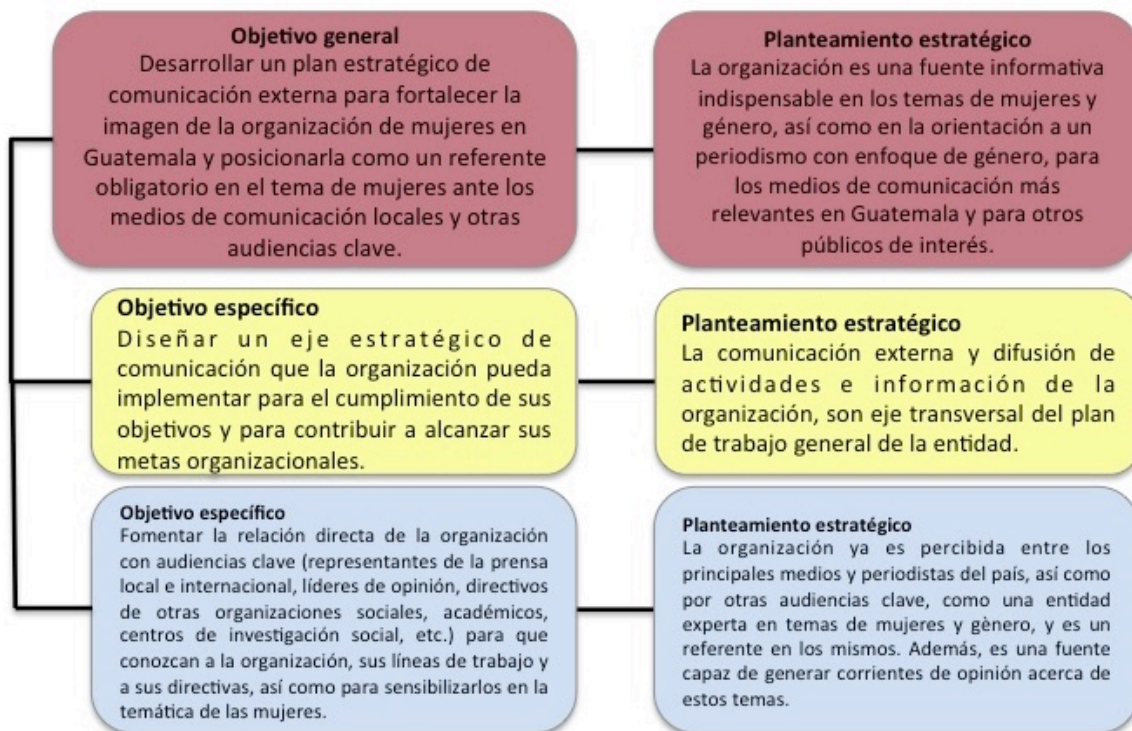 Objetivo general
Desarrollar un plan estratégico de
comunicación externa para fortalecer la
imagen de la organización de mujeres en
Guatemala y posicionarla como un referente
obligatorio en el tema de mujeres ante los
medios de comunicación locales y otras
audiencias clave.
Planteamiento estratégico
La organización es una fuente informativa
indispensable en los temas de mujeres y
género, así como en la orientación a un
periodismo con enfoque de género, para
los medios de comunicación más
relevantes en Guatemala y para otros
públicos de interés.
Objetivo específico
Diseñar un eje estratégico de
comunicación que la organización pueda
implementar para el cumplimiento de sus
objetivos y para contribuir a alcanzar sus
metas organizacionales.
Planteamiento estratégico
La comunicación externa y difusión de
actividades e información de la
organización, son eje transversal del plan
de trabajo general de la entidad.
Objetivo específico
Fomentar la relación directa de la organización
con audiencias clave (representantes de la prensa
local e internacional, líderes de opinión, directivos
de otras organizaciones sociales, académicos,
centros de investigación social, etc.) para que
conozcan a la organización, sus líneas de trabajo y
a sus directivas, así como para sensibilizarlos en la
temática de las mujeres.
Planteamiento estratégico
La organización ya es percibida entre los
principales medios y periodistas del país, así como
por otras audiencias clave, como una entidad
experta en temas de mujeres y gènero, y es un
referente en los mismos. Además, es una fuente
capaz de generar corrientes de opinión acerca de
estos temas.